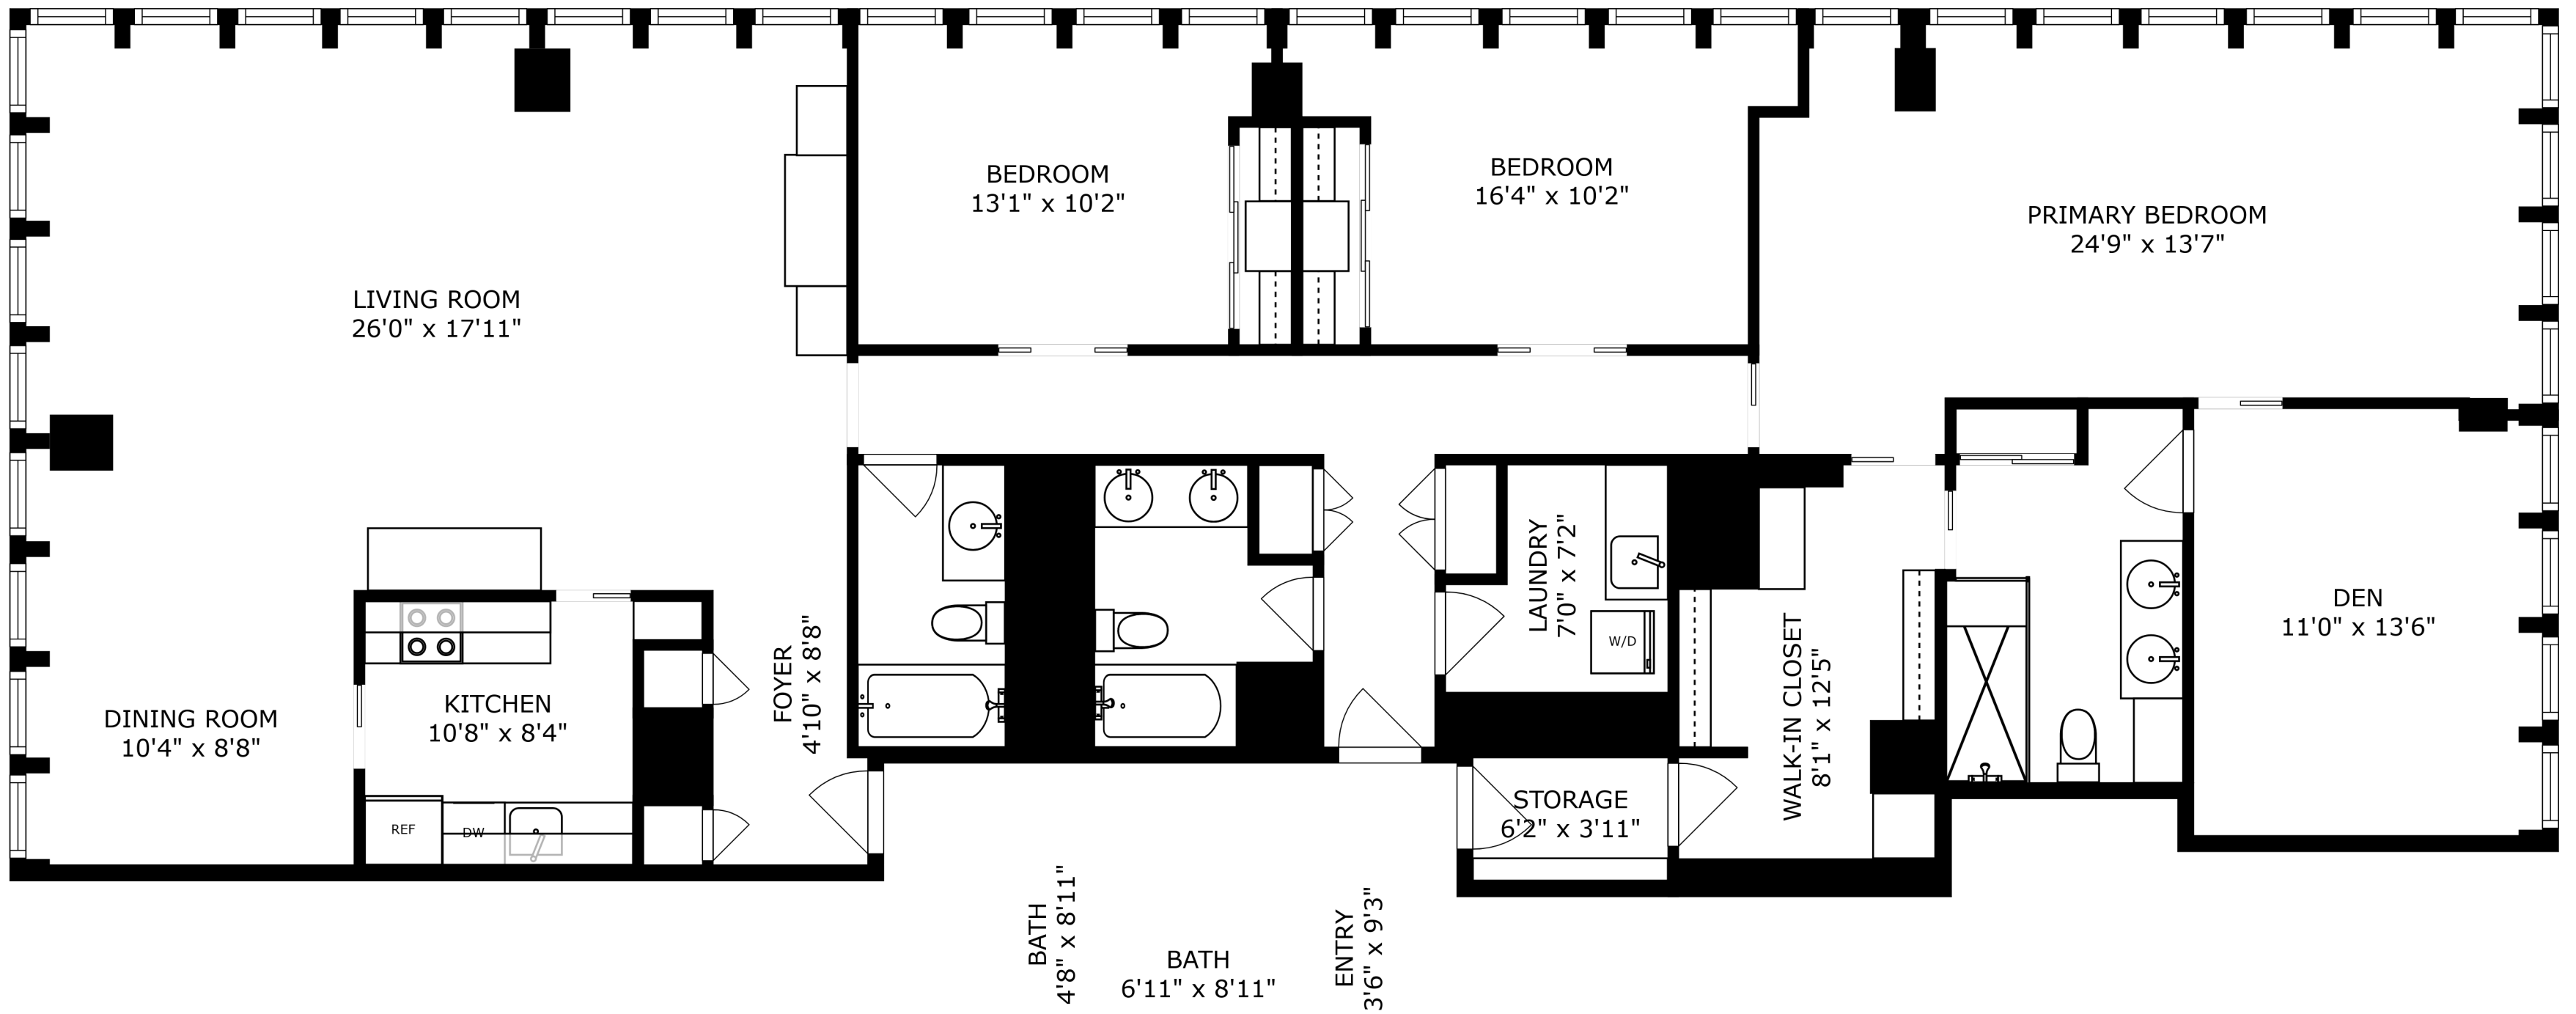 BEDROOM
13'1" x 10'2"
BEDROOM
16'4" x 10'2"
PRIMARY BEDROOM
24'9" x 13'7"
LIVING ROOM
26'0" x 17'11"
DINING ROOM
10'4" x 8'8"
KITCHEN
10'8" x 8'4"
REF
DW
FOYER
4'10" x 8'8"
LAUNDRY
7'0" x 7'2"
W/D
WALK-IN CLOSET
8'1" x 12'5"
DEN
11'0" x 13'6"
STORAGE
6'2" x 3'11"
BATH
4'8" x 8'11"
BATH
6'11" x 8'11"
ENTRY
3'6" x 9'3"